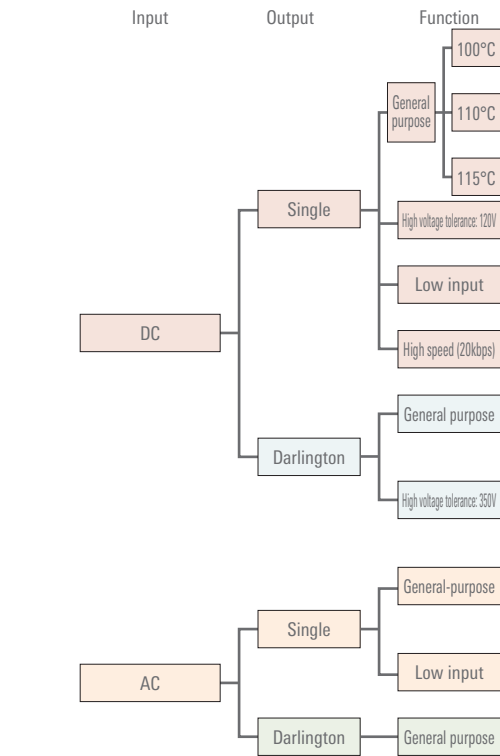 Input Output Function
100°C
General
purpose
110°C
115°C
Single
High voltage tolerance: 120V
Low input
DC
High speed (20kbps)
General purpose
Darlington
High voltage tolerance: 350V
General-purpose
Single
Low input
AC
Darlington
General purpose